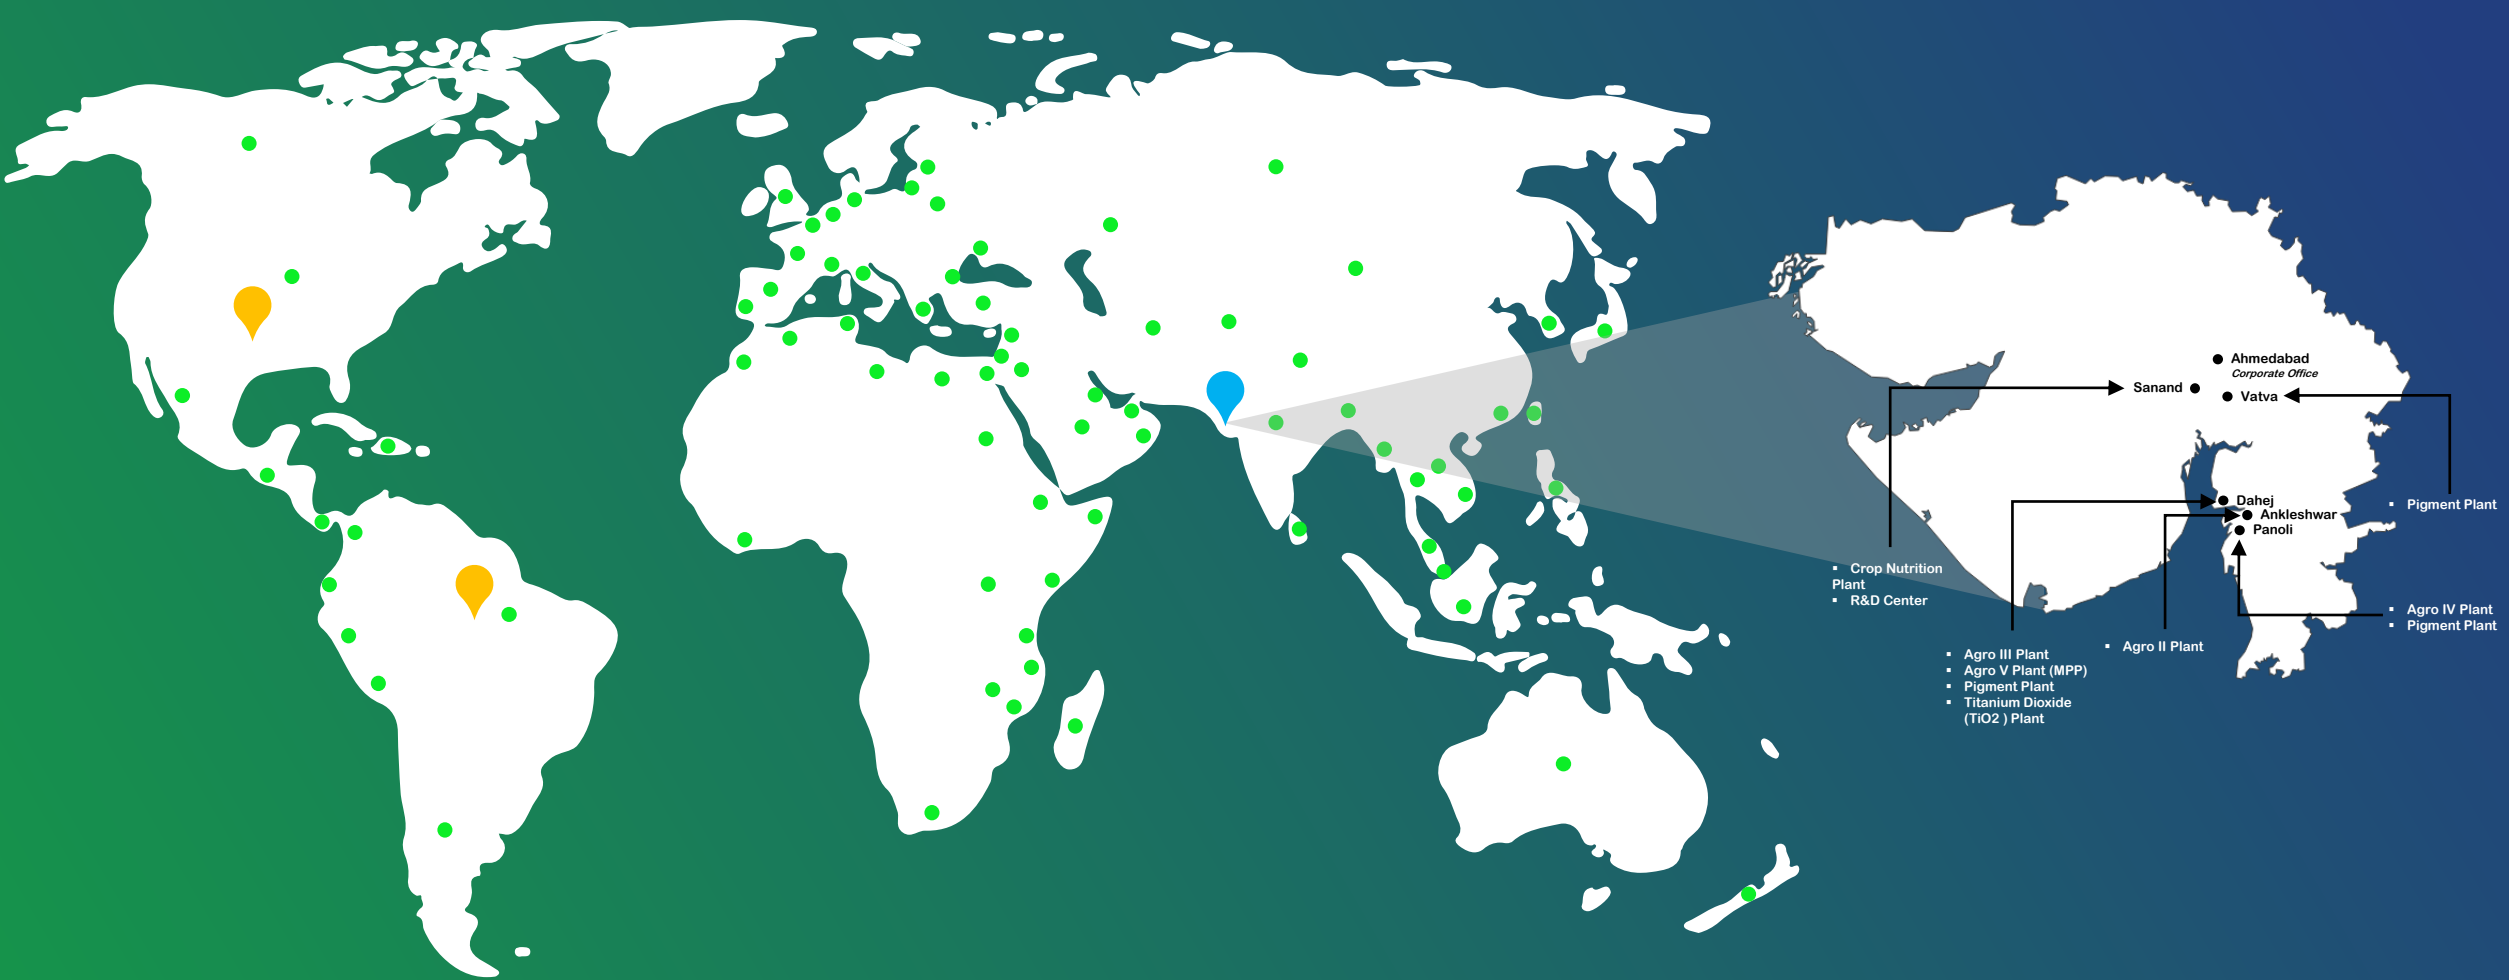 Ahmedabad
Corporate Office
Sanand
Vatva
Dahej
Ankleshwar
Panoli
▪ Pigment Plant
▪ Crop Nutrition
Plant
▪ R&D Center
▪ Agro IV Plant
▪ Pigment Plant
▪ Agro II Plant
▪ Agro III Plant
▪ Agro V Plant (MPP)
▪ Pigment Plant
▪ Titanium Dioxide
(TiO2 ) Plant